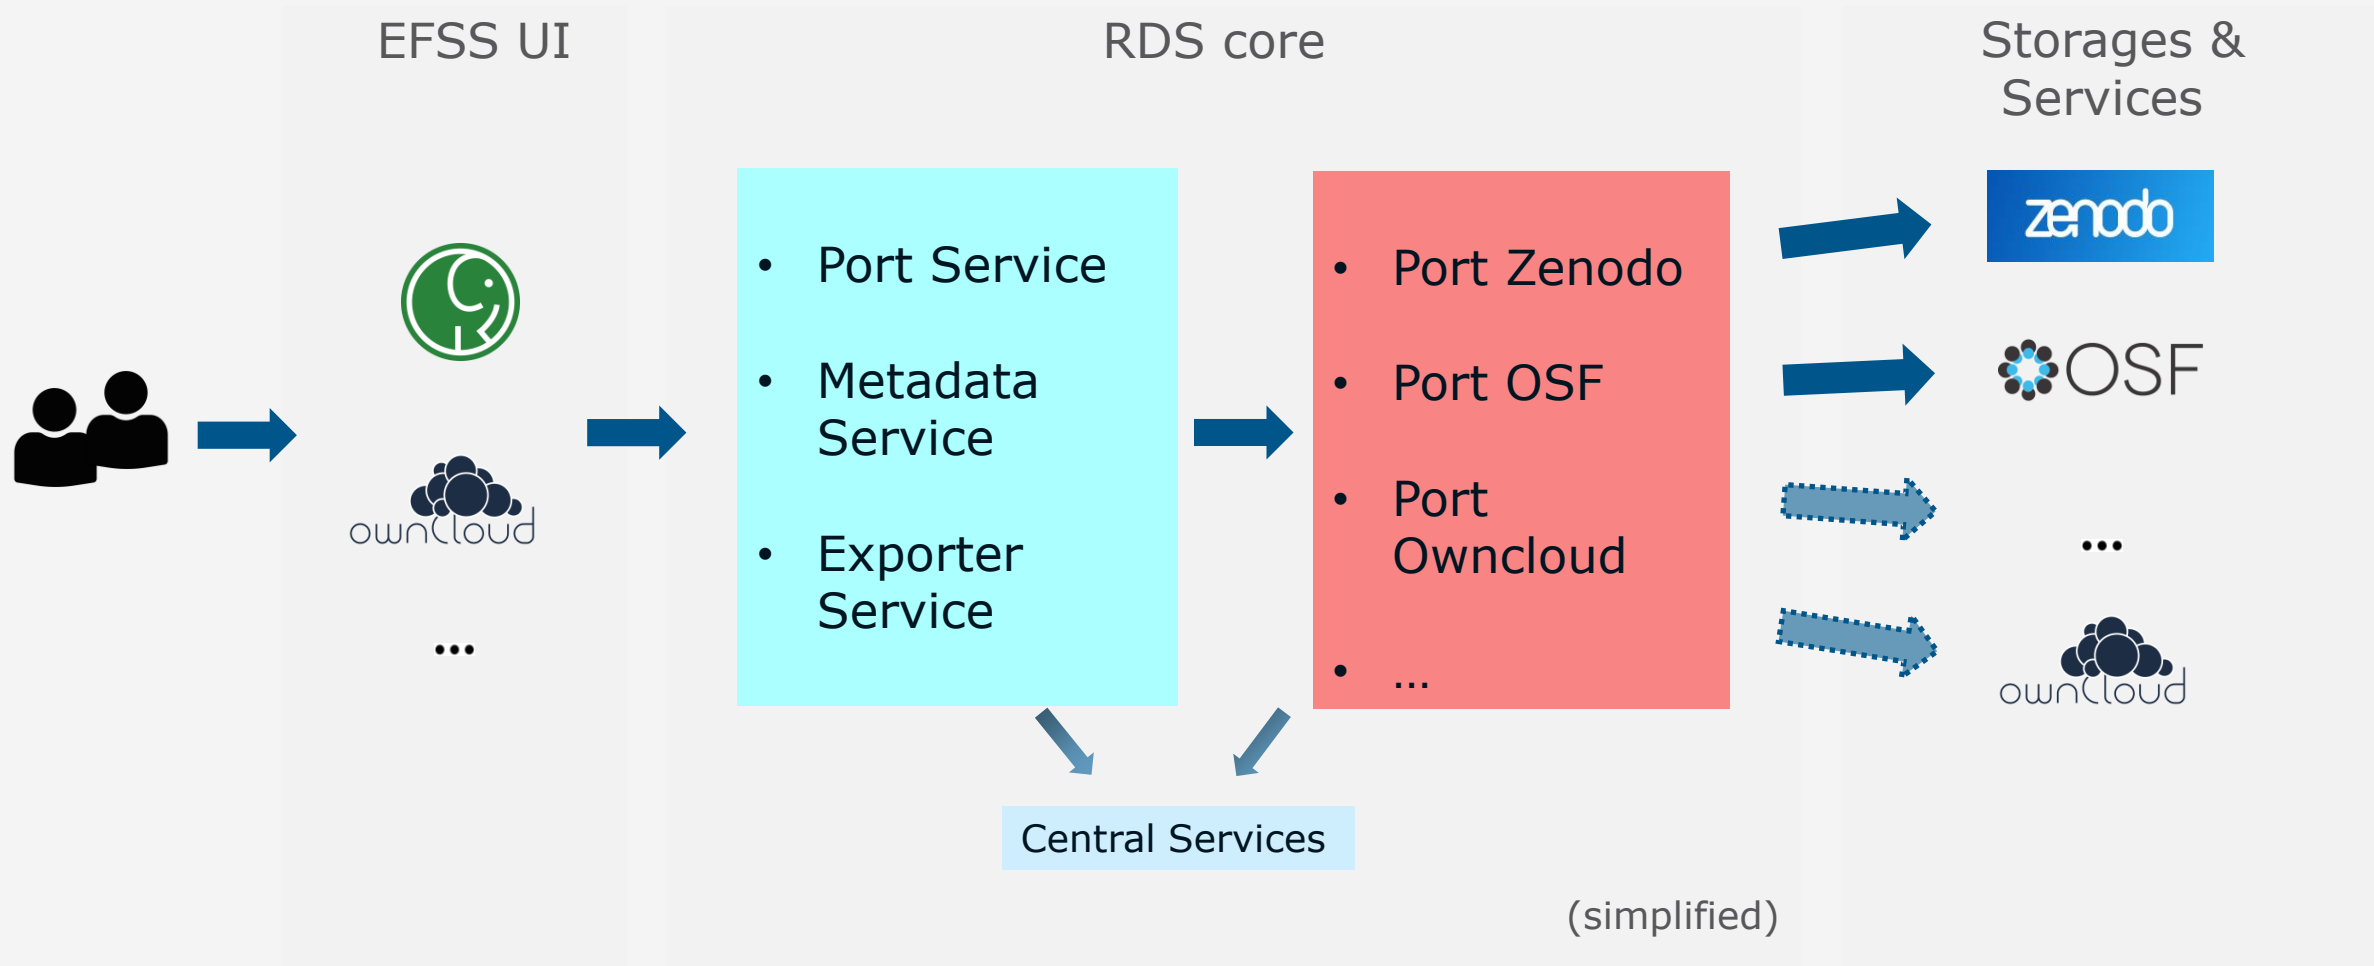 EFSS UI
RDS core
Storages &
Services
ownCloud
...
• Port Service
• Metadata
Service
• Exporter
Service
• Port Zenodo
• Port OSF
• Port
Owncloud
• ...
Central Services
(simplified)
zenodo
OSF
...
ownCloud